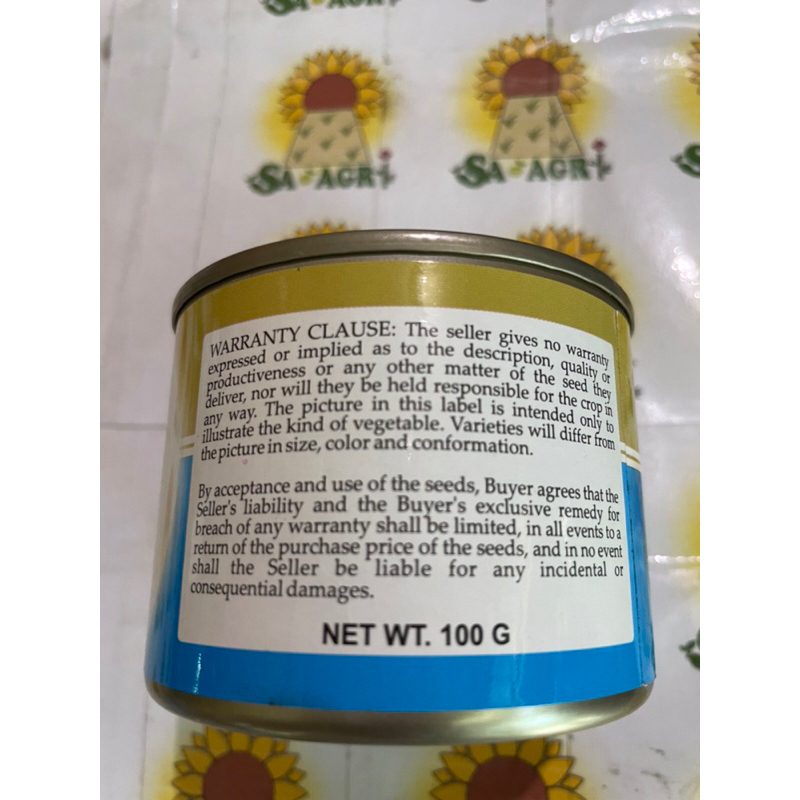 SA AGRI
SA AGRI
WARRANTY CLAUSE: The seller gives no warranty
expressed or implied as to the description, quality or
productiveness or any other matter of the seed they
deliver, nor will they be held responsible for the crop in
any way. The picture in this label is intended only to
illustrate the kind of vegetable. Varieties will differ from
the picture in size, color and conformation.
By acceptance and use of the seeds, Buyer agrees that the
Seller's liability and the Buyer's exclusive remedy for
breach of any warranty shall be limited, in all events to a
return of the purchase price of the seeds, and in no event
shall the Seller be liable for any incidental or
consequential damages.
NET WT. 100 G